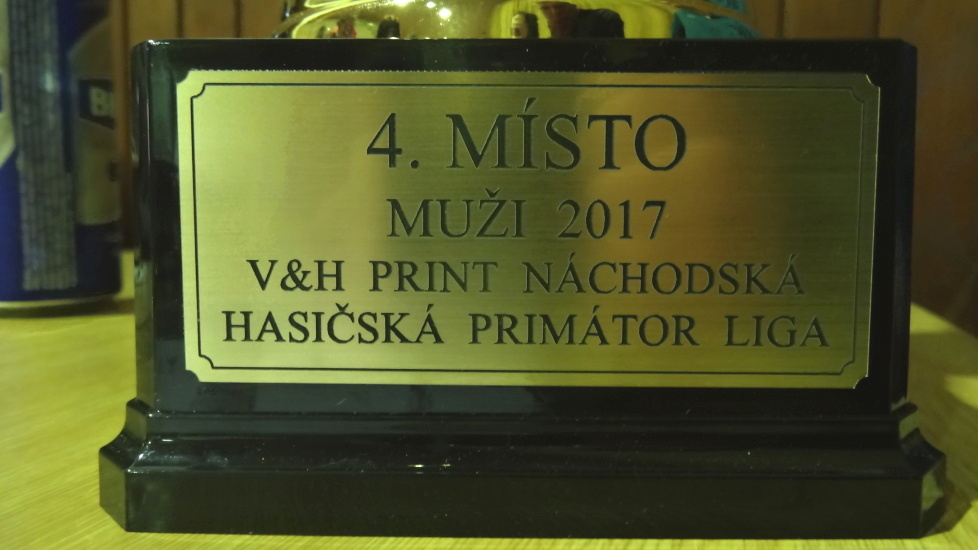 4. MÍSTO
MUŽI 2017
V&H PRINT NÁCHODSKÁ
HASIČSKÁ PRIMÁTOR LIGA